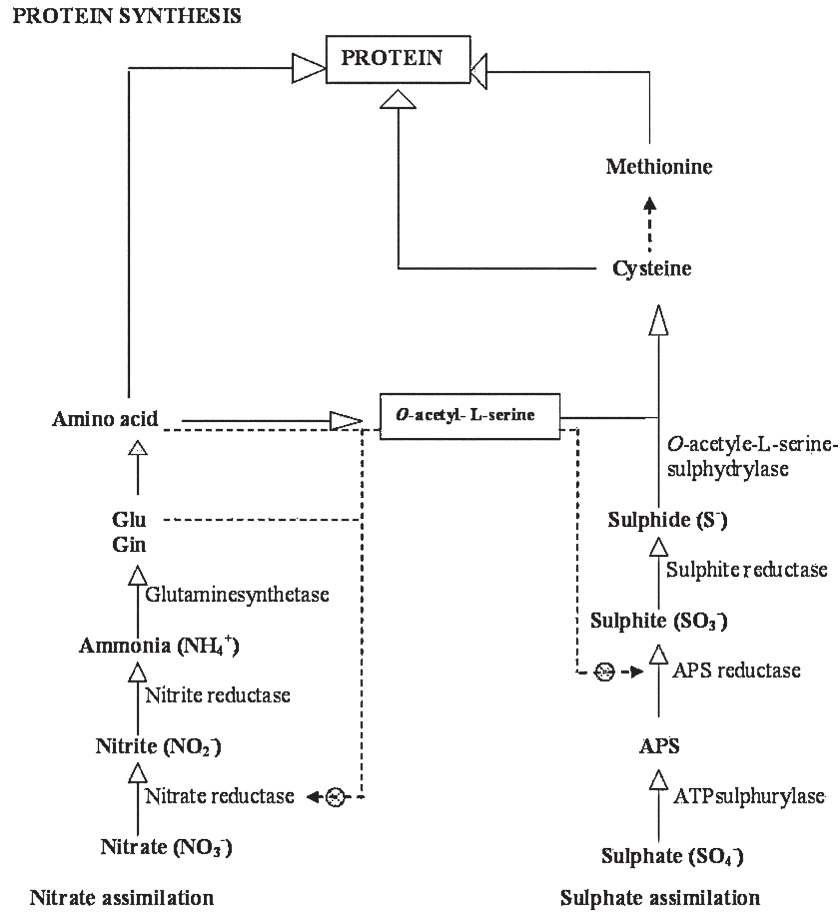 PROTEIN SYNTHESIS
PROTEIN
Methionine
Cysteine
Amino acid
O-acetyl- L-serine
O-acetyle-L-serine-
sulphydrylase
Glu
Gin
Sulphide (S⁻)
Glutaminesynthetase
Sulphite reductase
Ammonia (NH₄⁺)
Sulphite (SO₃⁻)
Nitrite reductase
APS reductase
Nitrite (NO₂⁻)
APS
Nitrate reductase
ATPsulphurylase
Nitrate (NO₃⁻)
Sulphate (SO₄⁻)
Nitrate assimilation
Sulphate assimilation